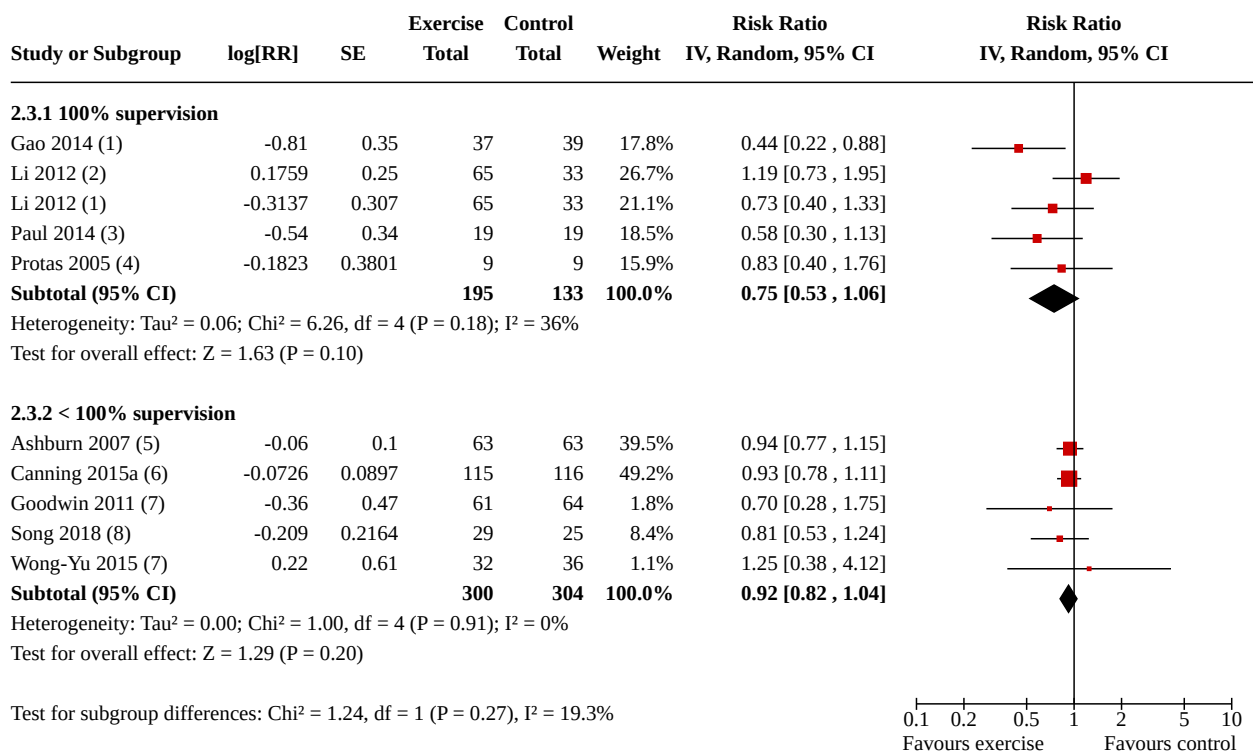 Exercise Control Risk Ratio Risk Ratio
Study or Subgroup log[RR] SE Total Total Weight IV, Random, 95% CI IV, Random, 95% CI
2.3.1 100% supervision
Gao 2014 (1) -0.81 0.35 37 39 17.8% 0.44 [0.22 , 0.88]
Li 2012 (2) 0.1759 0.25 65 33 26.7% 1.19 [0.73 , 1.95]
Li 2012 (1) -0.3137 0.307 65 33 21.1% 0.73 [0.40 , 1.33]
Paul 2014 (3) -0.54 0.34 19 19 18.5% 0.58 [0.30 , 1.13]
Protas 2005 (4) -0.1823 0.3801 9 9 15.9% 0.83 [0.40 , 1.76]
Subtotal (95% CI) 195 133 100.0% 0.75 [0.53 , 1.06]
Heterogeneity: Tau² = 0.06; Chi² = 6.26, df = 4 (P = 0.18); I² = 36%
Test for overall effect: Z = 1.63 (P = 0.10)
2.3.2 < 100% supervision
Ashburn 2007 (5) -0.06 0.1 63 63 39.5% 0.94 [0.77 , 1.15]
Canning 2015a (6) -0.0726 0.0897 115 116 49.2% 0.93 [0.78 , 1.11]
Goodwin 2011 (7) -0.36 0.47 61 64 1.8% 0.70 [0.28 , 1.75]
Song 2018 (8) -0.209 0.2164 29 25 8.4% 0.81 [0.53 , 1.24]
Wong-Yu 2015 (7) 0.22 0.61 32 36 1.1% 1.25 [0.38 , 4.12]
Subtotal (95% CI) 300 304 100.0% 0.92 [0.82 , 1.04]
Heterogeneity: Tau² = 0.00; Chi² = 1.00, df = 4 (P = 0.91); I² = 0%
Test for overall effect: Z = 1.29 (P = 0.20)
Test for subgroup differences: Chi² = 1.24, df = 1 (P = 0.27), I² = 19.3%
0.1 0.2 0.5 1 2 5 10
Favours exercise Favours control